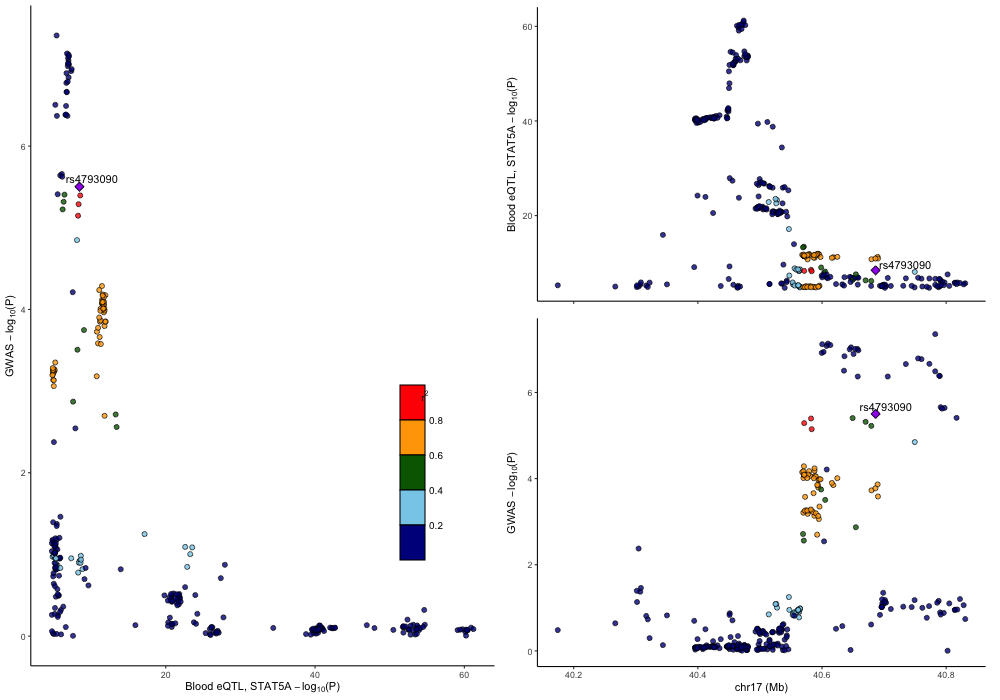 GWAS − log10(P)
6
4
2
0
20
40
60
Blood eQTL, STAT5A − log10(P)
rs4793090
r2
0.8
0.6
0.4
0.2
Blood eQTL, STAT5A − log10(P)
60
40
20
rs4793090
GWAS − log10(P)
6
4
2
0
rs4793090
40.2
40.4
40.6
40.8
chr17 (Mb)